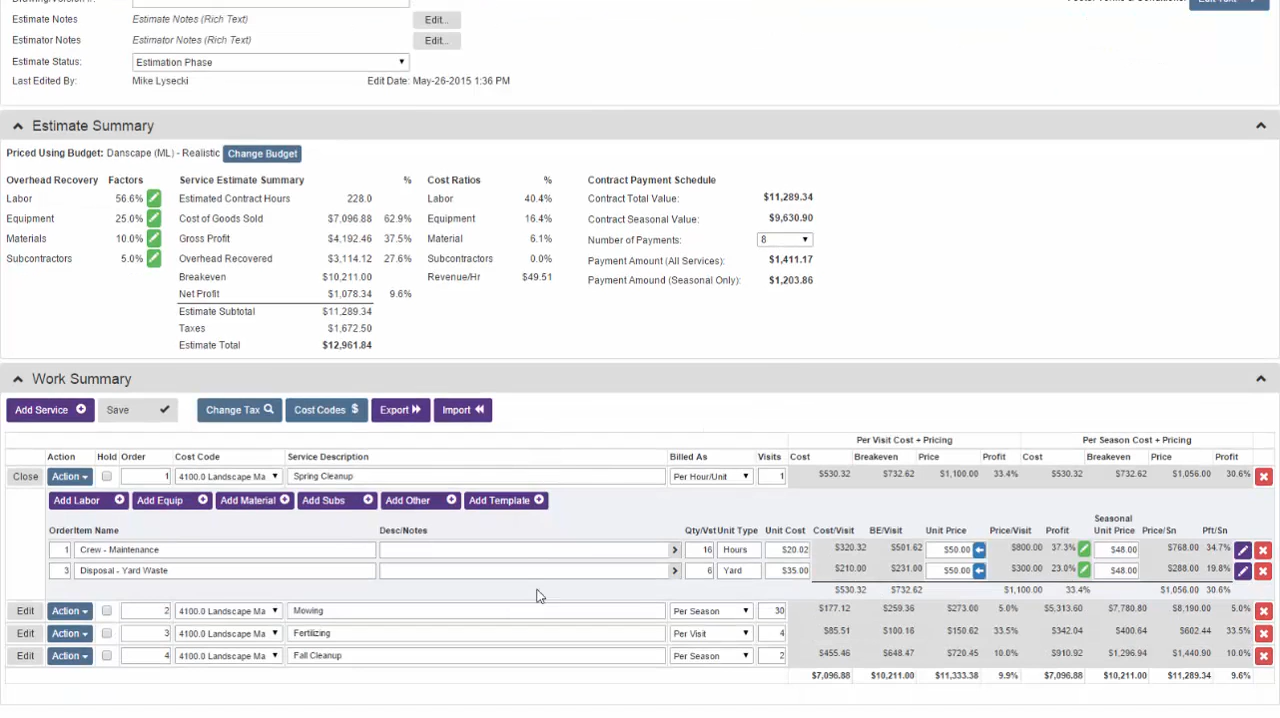 Estimate Notes Estimate Notes (Rich Text) Edit...
Estimator Notes Estimator Notes (Rich Text) Edit...
Estimate Status: Estimation Phase
Last Edited By: Mike Lysecki Edit Date: May-26-2015 1:36 PM
Estimate Summary
Priced Using Budget: Danscape (ML) - Realistic Change Budget
Overhead Recovery Factors Service Estimate Summary % Cost Ratios % Contract Payment Schedule
Labor 56.6% Estimated Contract Hours 228.0 Labor 40.4% Contract Total Value: $11,289.34
Equipment 25.0% Cost of Goods Sold $7,096.88 62.9% Equipment 16.4% Contract Seasonal Value: $9,630.90
Materials 10.0% Gross Profit $4,192.46 37.5% Material 6.1% Number of Payments: 8
Subcontractors 5.0% Overhead Recovered $3,114.12 27.6% Subcontractors 0.0% Payment Amount (All Services): $1,411.17
Breakeven $10,211.00 Revenue/Hr $49.51 Payment Amound (Seasonal Only): $1,203.86
Net Profit $1,078.34 9.6%
Estimate Subtotal $11,289.34
Taxes $1,672.50
Estimate Total $12,961.84
Work Summary
Add Service Save Change Tax Cost Codes $ Export Import
Per Visit Cost + Pricing Per Season Cost + Pricing
Action Hold Order Cost Code Service Description Billed As Visits Cost Breakeven Price Profit Cost Breakeven Price Profit
Close Action 1 4100.0 Landscape Ma Spring Cleanup Per Hour/Unit 1 $530.32 $732.62 $1,100.00 33.4% $530.32 $732.62 $1,056.00 30.6%
Add Labor Add Equip Add Material Add Subs Add Other Add Template
Order Item Name Desc/Notes Qty/Vst Unit Type Unit Cost Cost/Visit BE/Visit Unit Price Price/Visit Profit Seasonal Unit Price Price/Sn Pft/Sn
1 Crew - Maintenance 16 Hours $20.02 $320.32 $501.62 $50.00 $800.00 37.3% $48.00 $768.00 34.7%
3 Disposal - Yard Waste 6 Yard $35.00 $210.00 $231.00 $50.00 $300.00 23.0% $48.00 $288.00 19.8%
$530.32 $732.62 $1,100.00 33.4% $1,056.00 30.6%
Edit Action 2 4100.0 Landscape Ma Mowing Per Season 30 $177.12 $259.36 $273.00 5.0% $5,313.60 $7,780.80 $8,190.00 5.0%
Edit Action 3 4100.0 Landscape Ma Fertilizing Per Visit 4 $85.51 $100.16 $150.62 33.5% $342.04 $400.64 $602.44 33.5%
Edit Action 4 4100.0 Landscape Ma Fall Cleanup Per Season 2 $455.46 $648.47 $720.45 10.0% $910.92 $1,296.94 $1,440.90 10.0%
$7,096.88 $10,211.00 $11,333.38 9.9% $7,096.88 $10,211.00 $11,289.34 9.6%